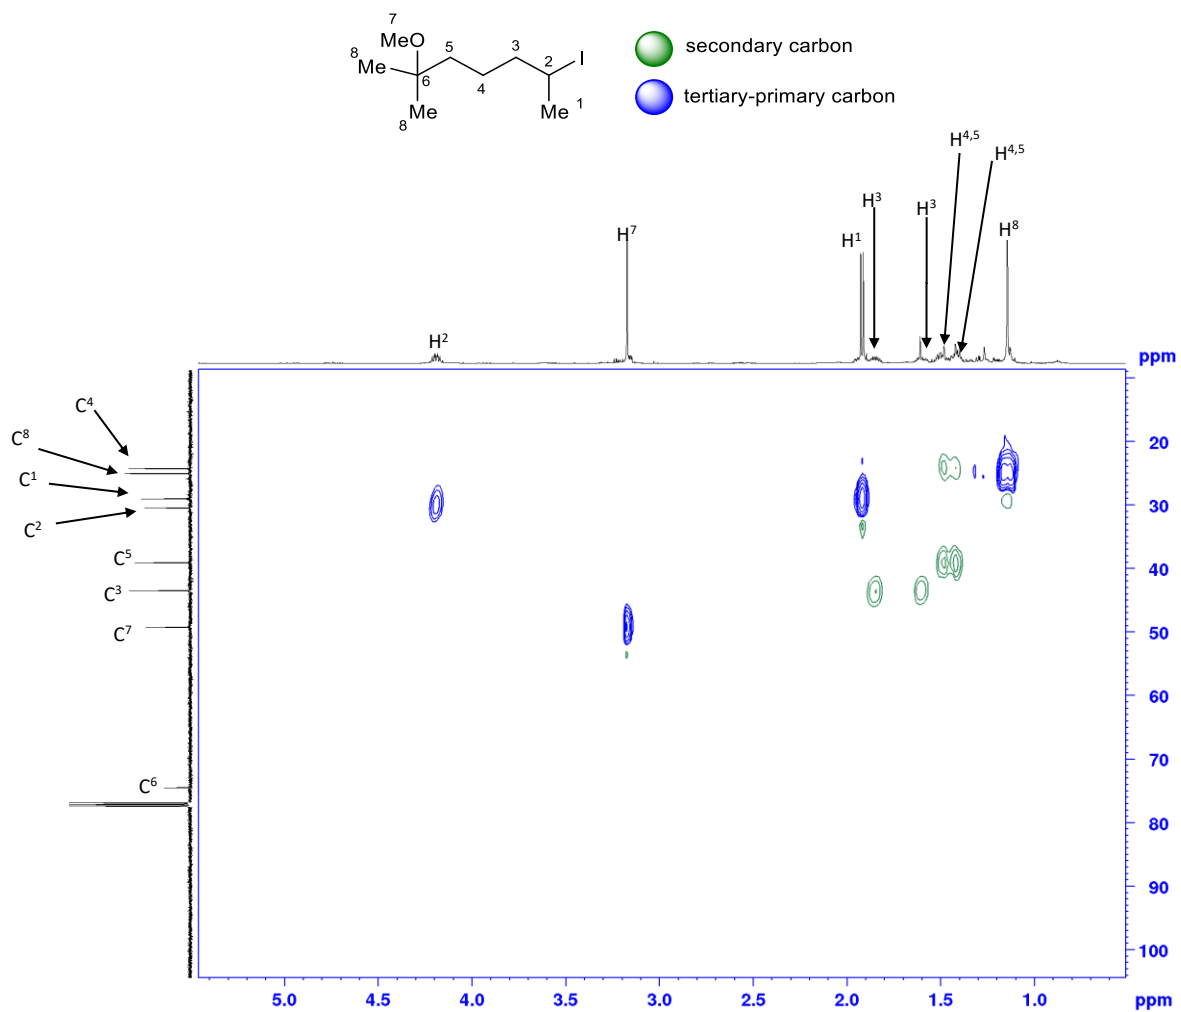 7
MeO
8
Me
5
3
2
I
6
4
Me
8
Me
1
secondary carbon
tertiary-primary carbon
H4,5
H4,5
H3
H3
H7
H1
H8
H2
ppm
C4
C8
C1
C2
C5
C3
C7
C6
20
30
40
50
60
70
80
90
100
5.0
4.5
4.0
3.5
3.0
2.5
2.0
1.5
1.0
ppm